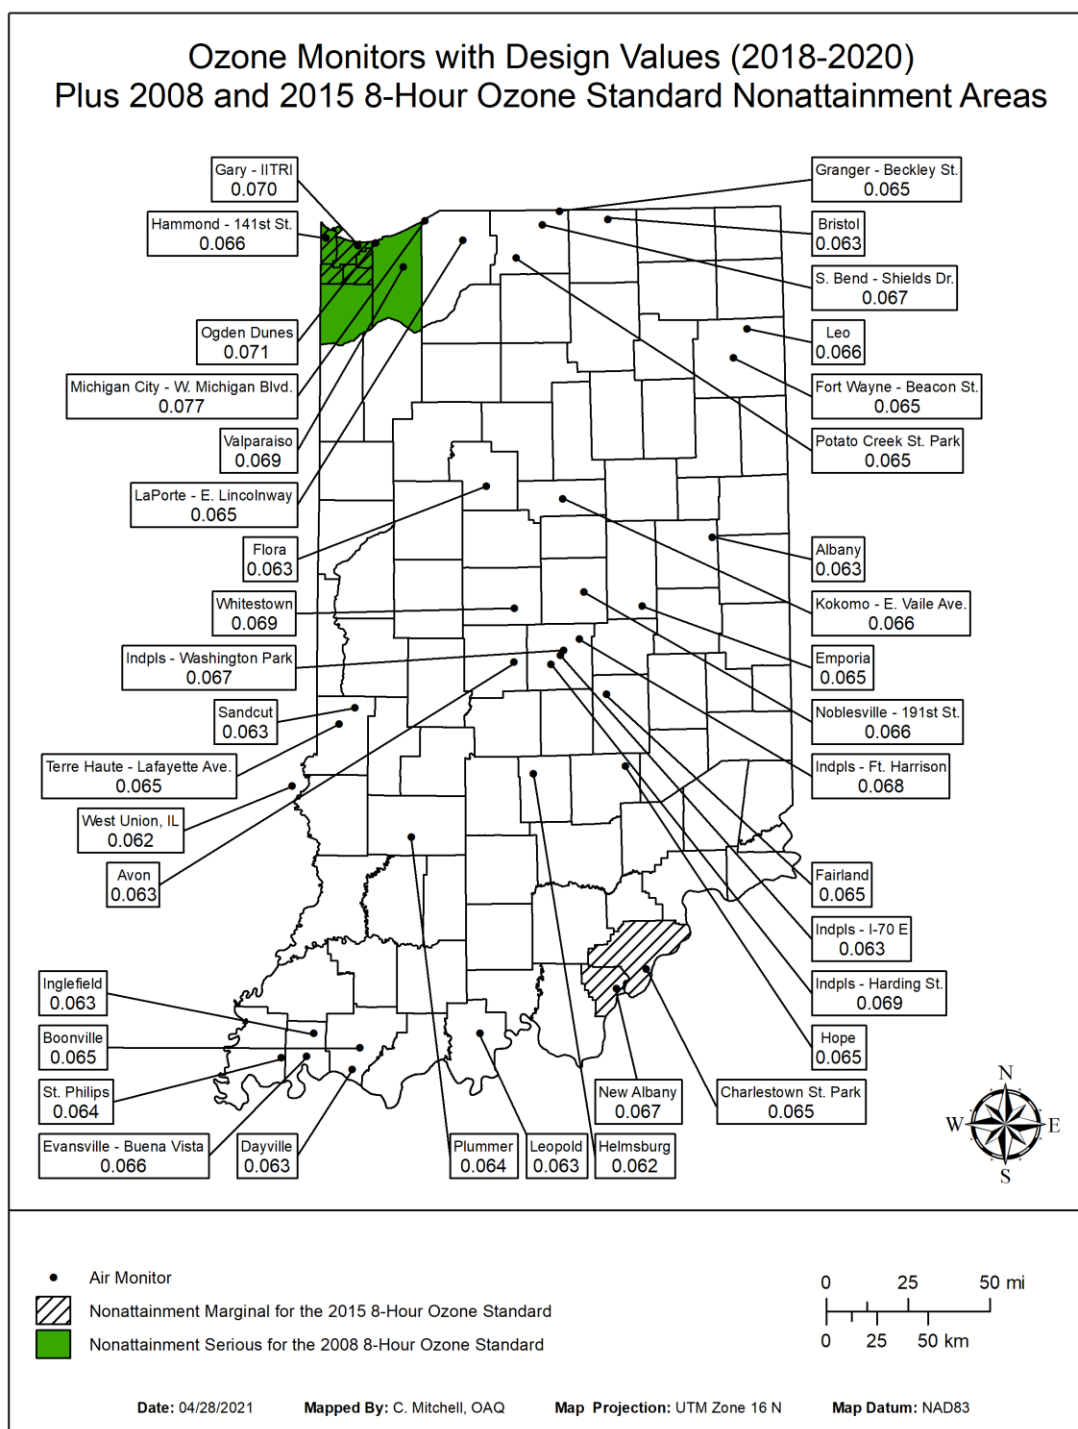 Ozone Monitors with Design Values (2018-2020)
Plus 2008 and 2015 8-Hour Ozone Standard Nonattainment Areas
Gary - IITRI
0.070
Hammond - 141st St.
0.066
Ogden Dunes
0.071
Michigan City - W. Michigan Blvd.
0.077
Valparaiso
0.069
LaPorte - E. Lincolnway
0.065
Flora
0.063
Whitestown
0.069
Indpls - Washington Park
0.067
Sandcut
0.063
Terre Haute - Lafayette Ave.
0.065
West Union, IL
0.062
Avon
0.063
Granger - Beckley St.
0.065
Bristol
0.063
S. Bend - Shields Dr.
0.067
Leo
0.066
Fort Wayne - Beacon St.
0.065
Potato Creek St. Park
0.065
Albany
0.063
Kokomo - E. Vaile Ave.
0.066
Emporia
0.065
Noblesville - 191st St.
0.066
Indpls - Ft. Harrison
0.068
Fairland
0.065
Indpls - I-70 E
0.063
Indpls - Harding St.
0.069
Hope
0.065
Inglefield
0.063
Boonville
0.065
St. Philips
0.064
Evansville - Buena Vista
0.066
Dayville
0.063
Plummer
0.064
Leopold
0.063
Helmsburg
0.062
New Albany
0.067
Charlestown St. Park
0.065
N
W E
S
Air Monitor
Nonattainment Marginal for the 2015 8-Hour Ozone Standard
Nonattainment Serious for the 2008 8-Hour Ozone Standard
0 25 50 mi
0 25 50 km
Date: 04/28/2021 Mapped By: C. Mitchell, OAQ Map Projection: UTM Zone 16 N Map Datum: NAD83